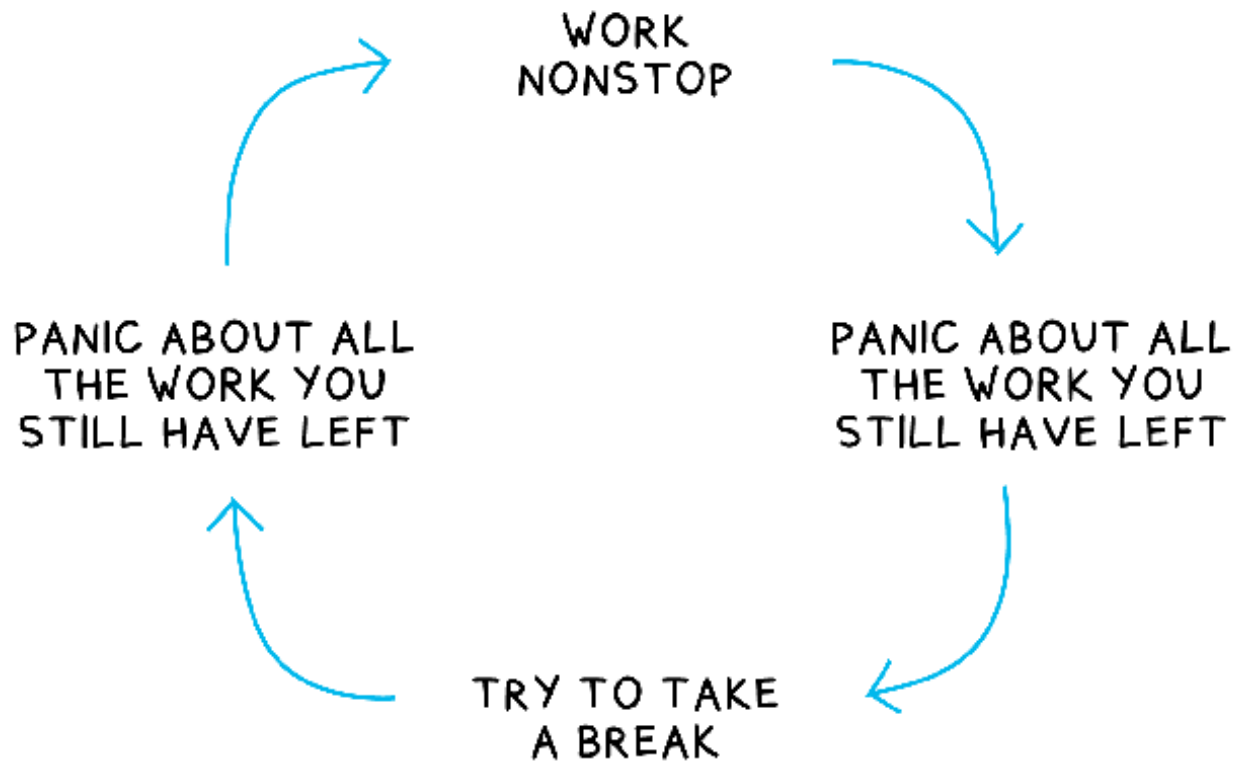 WORK
NONSTOP
PANIC ABOUT ALL
THE WORK YOU
STILL HAVE LEFT
TRY TO TAKE
A BREAK
PANIC ABOUT ALL
THE WORK YOU
STILL HAVE LEFT